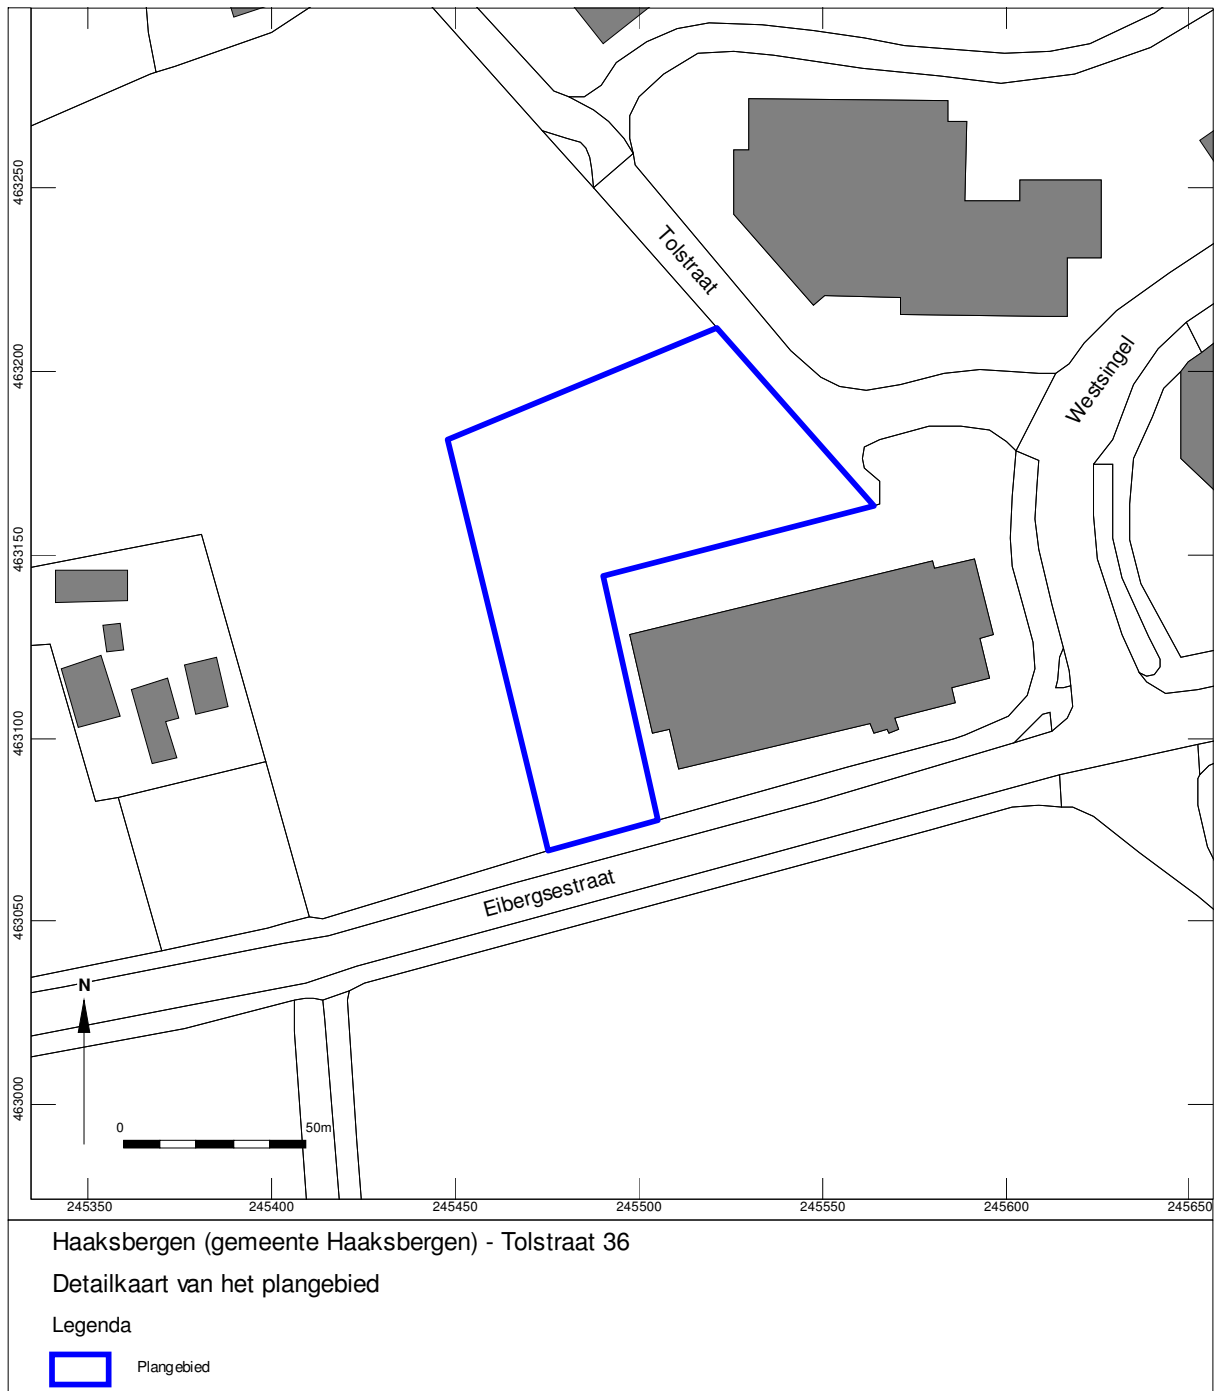 463250
Tolstraat
463200
Westsingel
463150
463100
Eibergsestraat
463050
N
463000
0 50m
245350 245400 245450 245500 245550 245600 245650
Haaksbergen (gemeente Haaksbergen) - Tolstraat 36
Detailkaart van het plangebied
Legenda
Plangebied